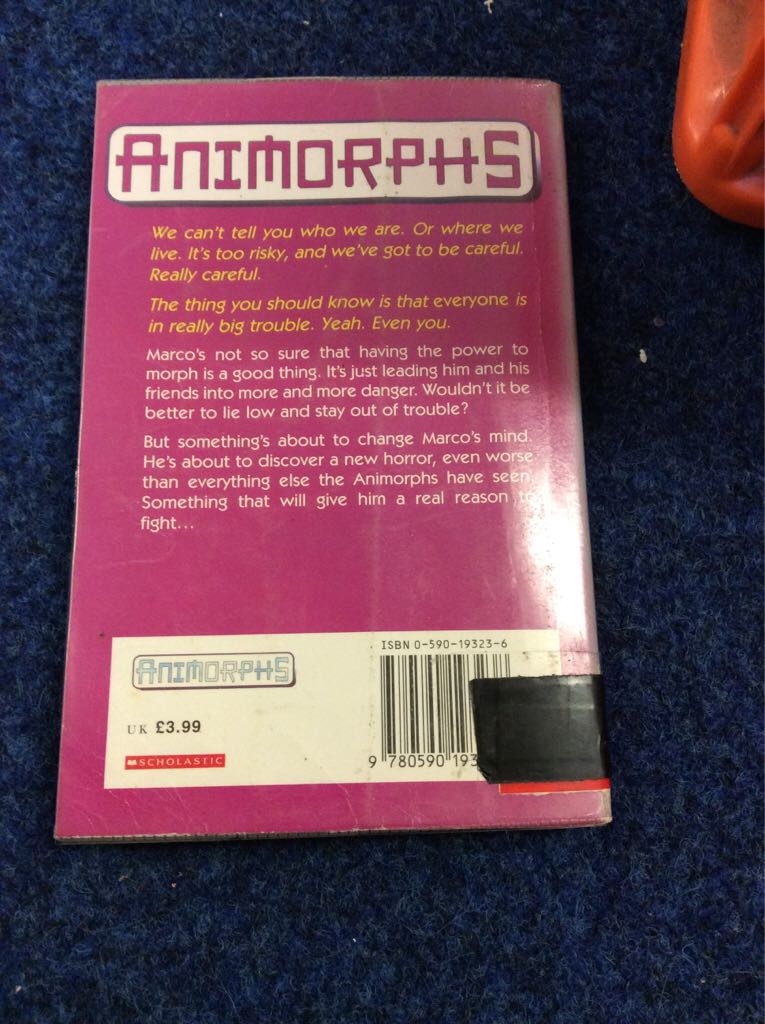 ANIMORPHS
We can't tell you who we are. Or where we
live. It's too risky, and we've got to be careful.
Really careful.
The thing you should know is that everyone is
in really big trouble. Yeah. Even you.
Marco's not so sure that having the power to
morph is a good thing. It's just leading him and his
friends into more and more danger. Wouldn't it be
better to lie low and stay out of trouble?
But something's about to change Marco's mind.
He's about to discover a new horror, even worse
than everything else the Animorphs have seen.
Something that will give him a real reason to
fight...
ISBN 0-590-19323-6
ANIMORPHS
UK £3.99
SCHOLASTIC
9 780590 193